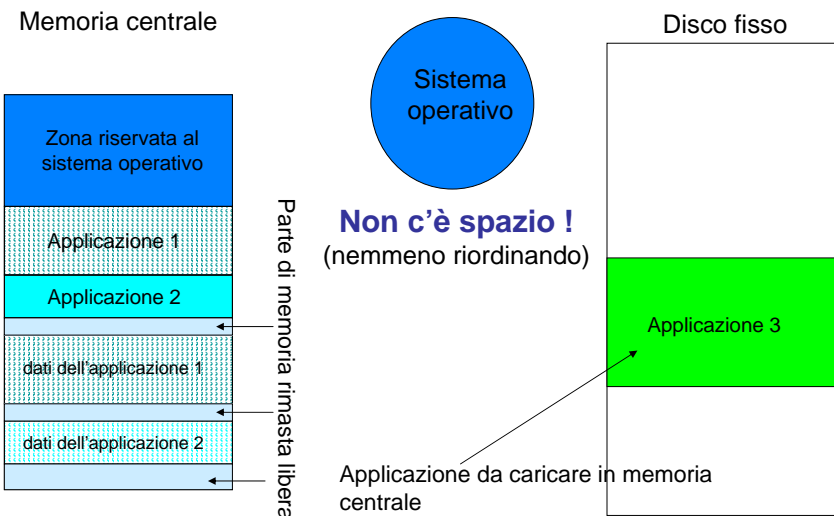 Memoria centrale
Sistema
operativo
Disco fisso
Zona riservata al
sistema operativo
Applicazione 1
Applicazione 2
dati dell'applicazione 1
dati dell'applicazione 2
Parte di memoria rimasta libera
Non c'è spazio !
(nemmeno riordinando)
Applicazione 3
Applicazione da caricare in memoria
centrale